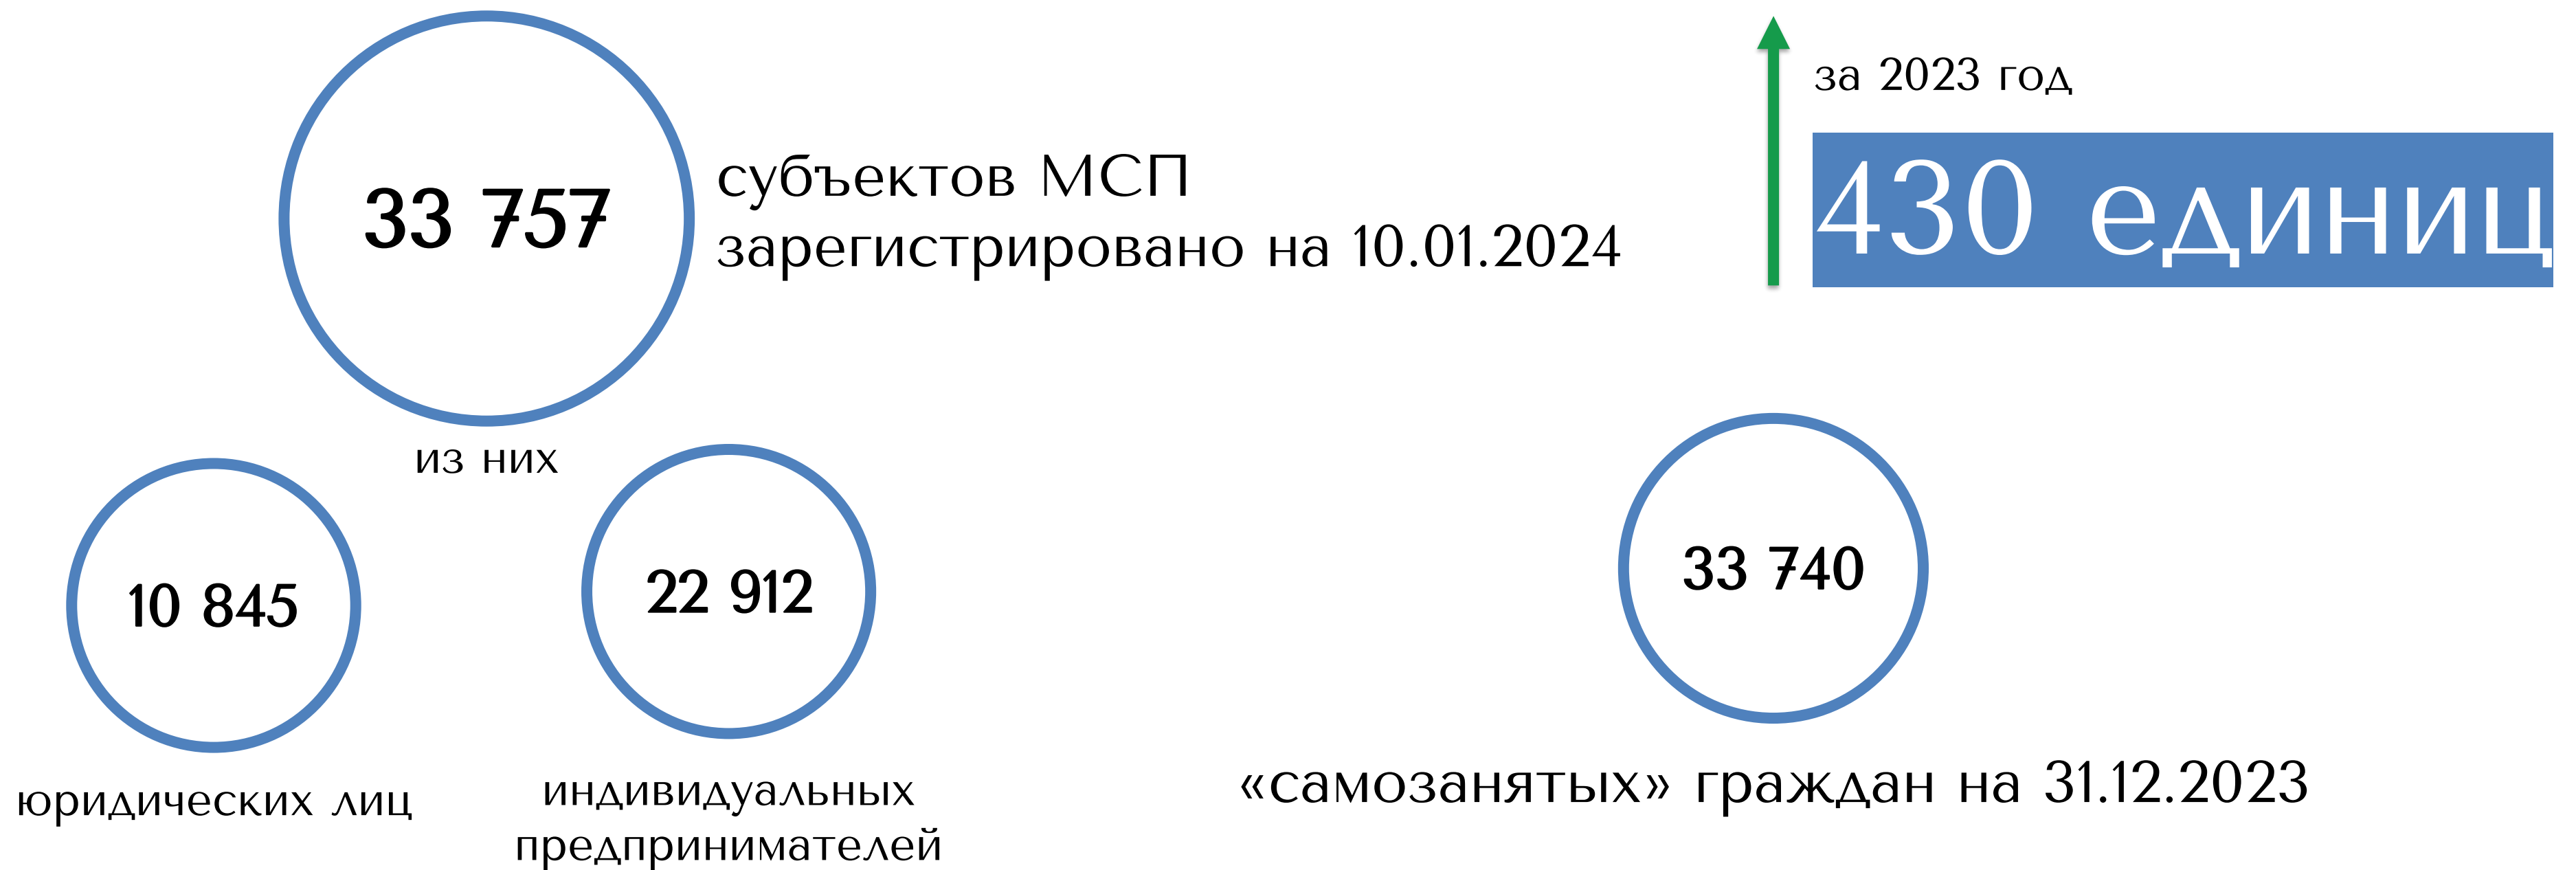 33 757
субъектов МСП
зарегистрировано на 10.01.2024
за 2023 год
430 единиц
из них
10 845
юридических лиц
22 912
индивидуальных
предпринимателей
33 740
«самозанятых» граждан на 31.12.2023